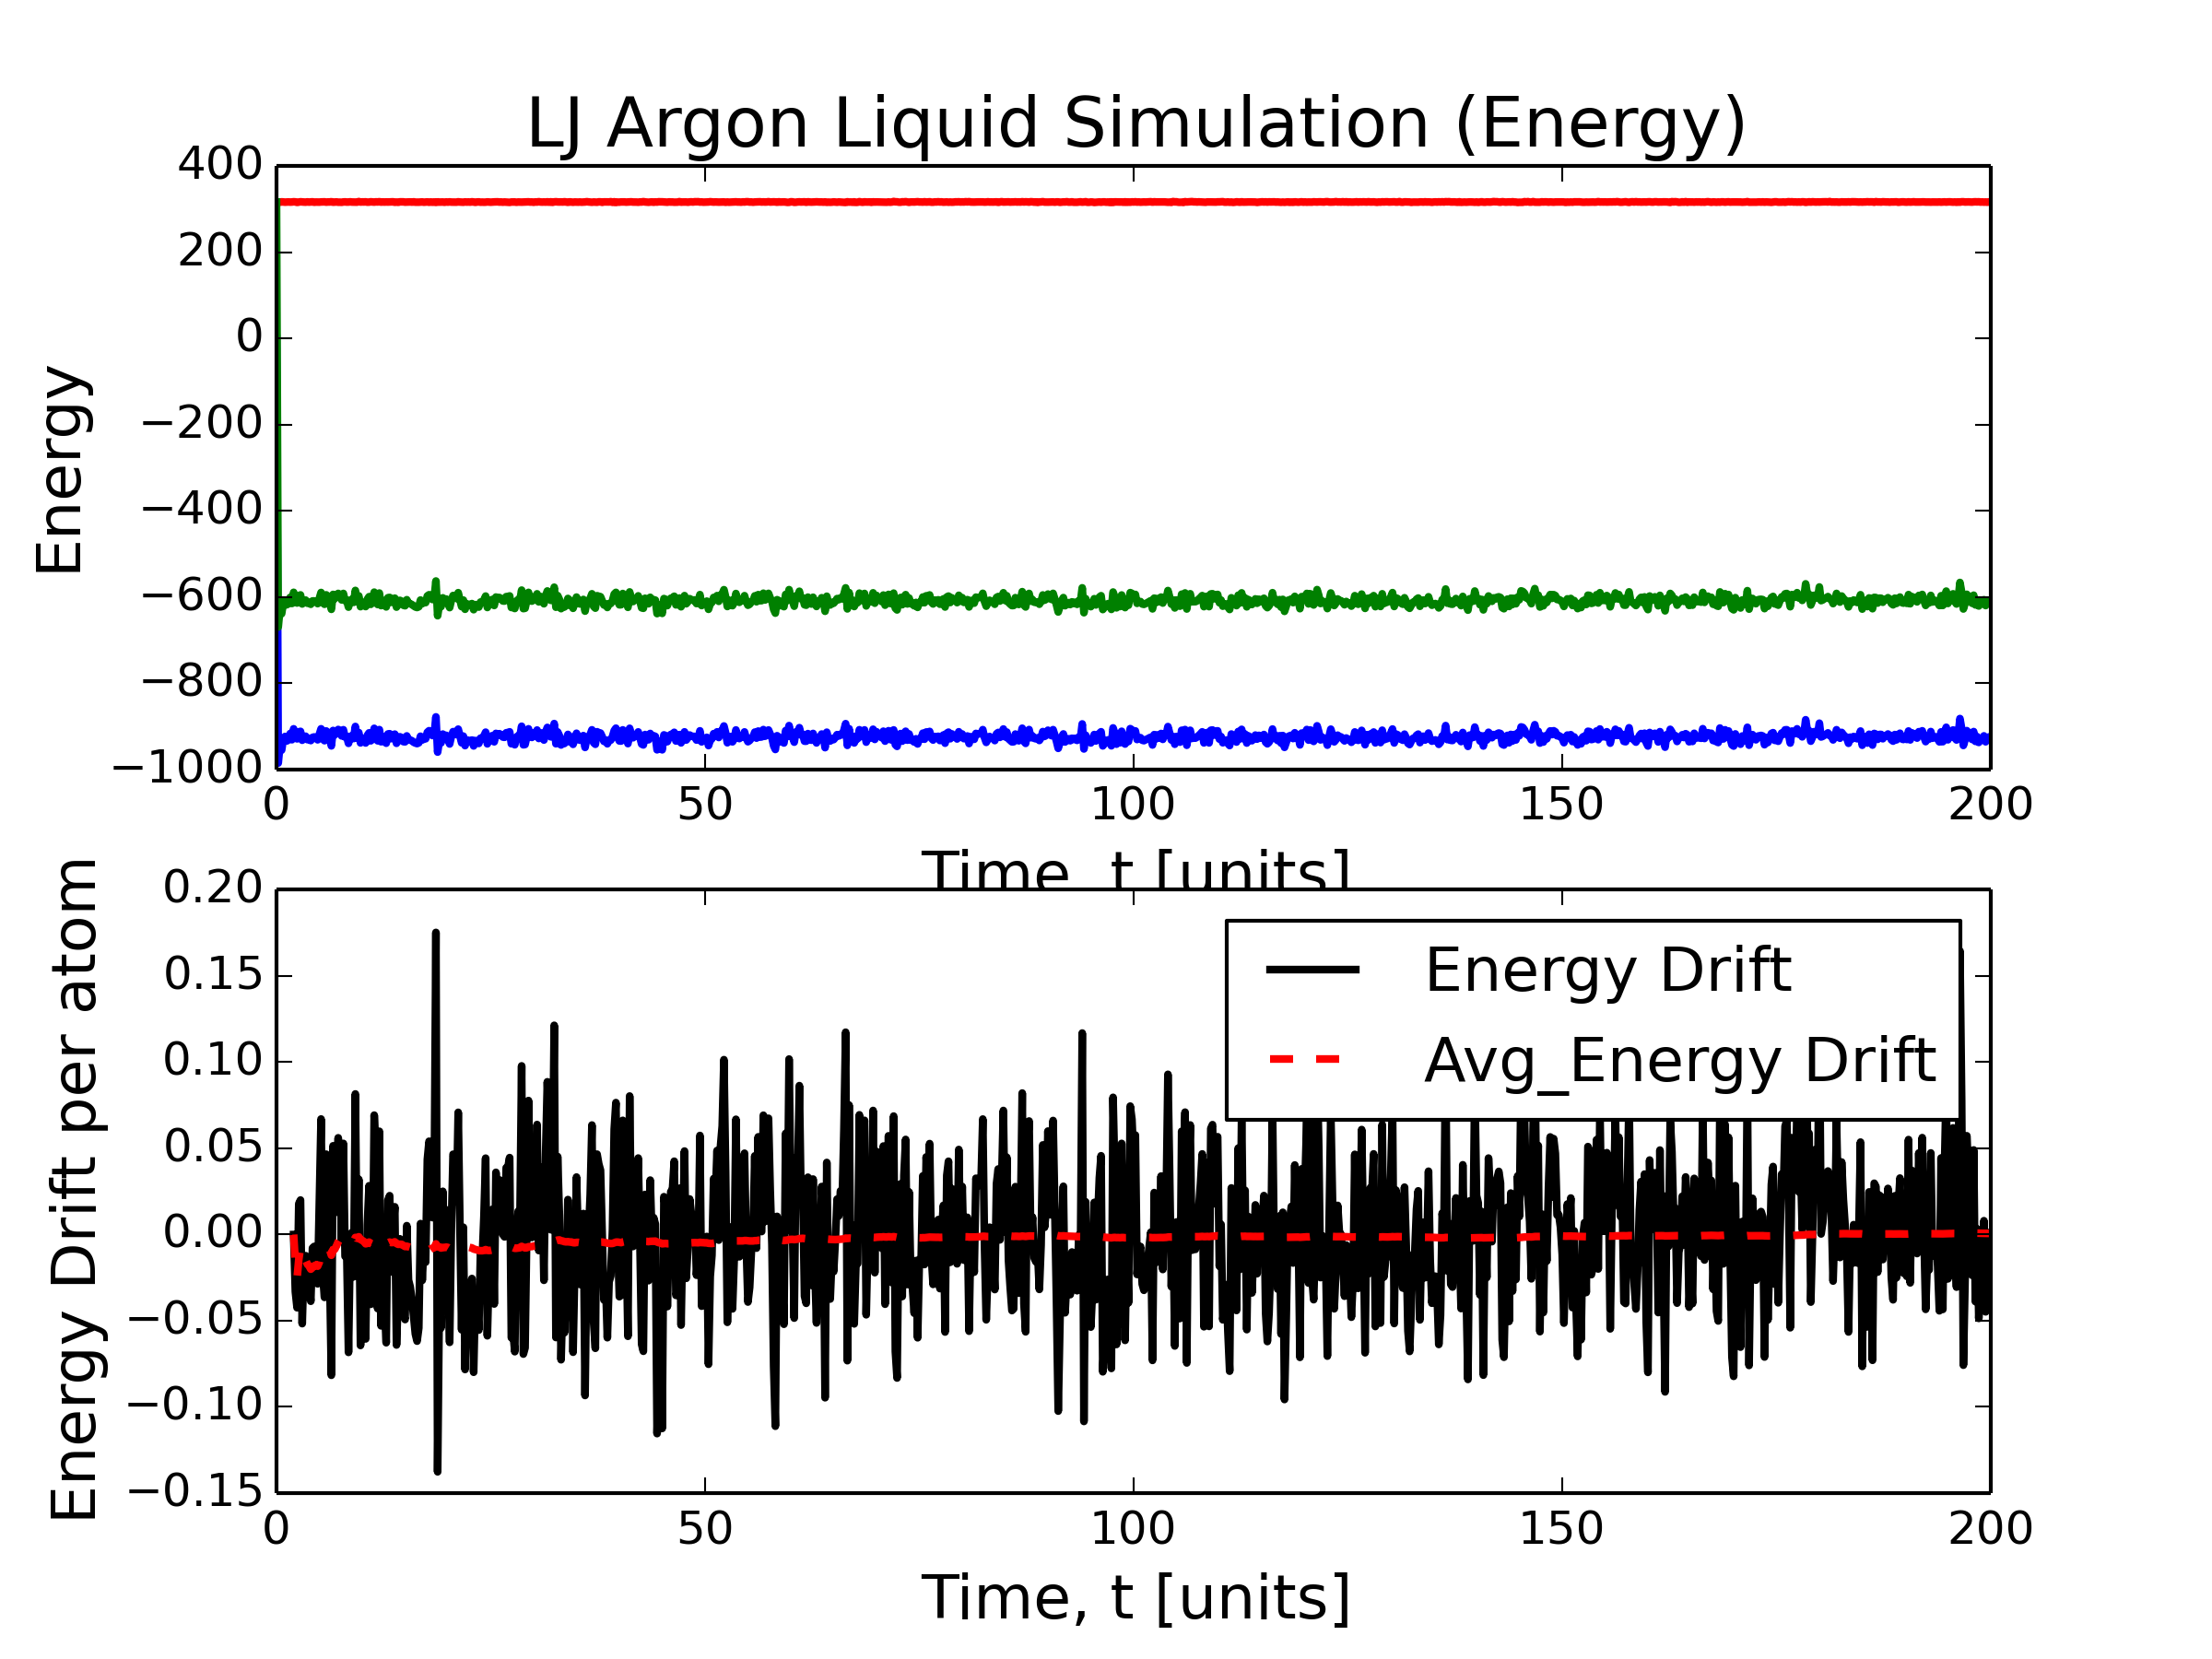 LJ Argon Liquid Simulation (Energy)
400
200
0
−200
−400
−600
−800
−1000
Energy
0 50 100 150 200
Time, t [units]
0.20
0.15
0.10
0.05
0.00
−0.05
−0.10
−0.15
Energy Drift per atom
Energy Drift
Avg_Energy Drift
0 50 100 150 200
Time, t [units]